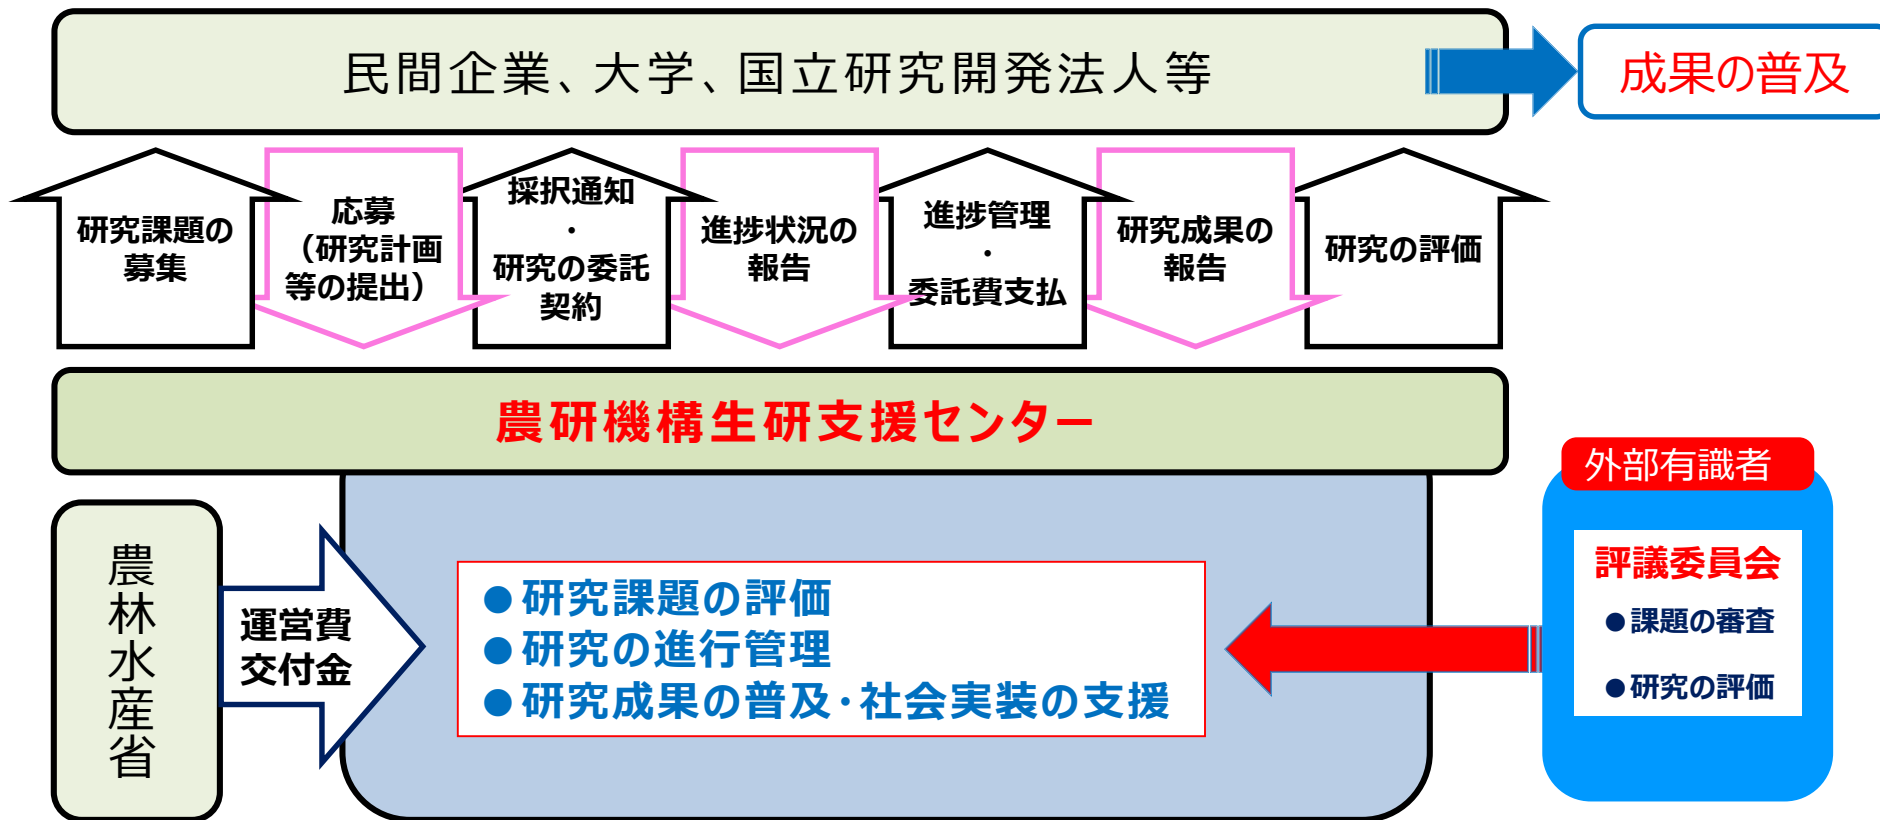 民間企業、大学、国立研究開発法人等
成果の普及
研究課題の
募集
応募
（研究計画
等の提出）
採択通知
・
研究の委託
契約
進捗状況の
報告
進捗管理
・
委託費支払
研究成果の
報告
研究の評価
農研機構生研支援センター
農林水産省
運営費
交付金
●研究課題の評価
●研究の進行管理
●研究成果の普及・社会実装の支援
外部有識者
評議委員会
●課題の審査
●研究の評価